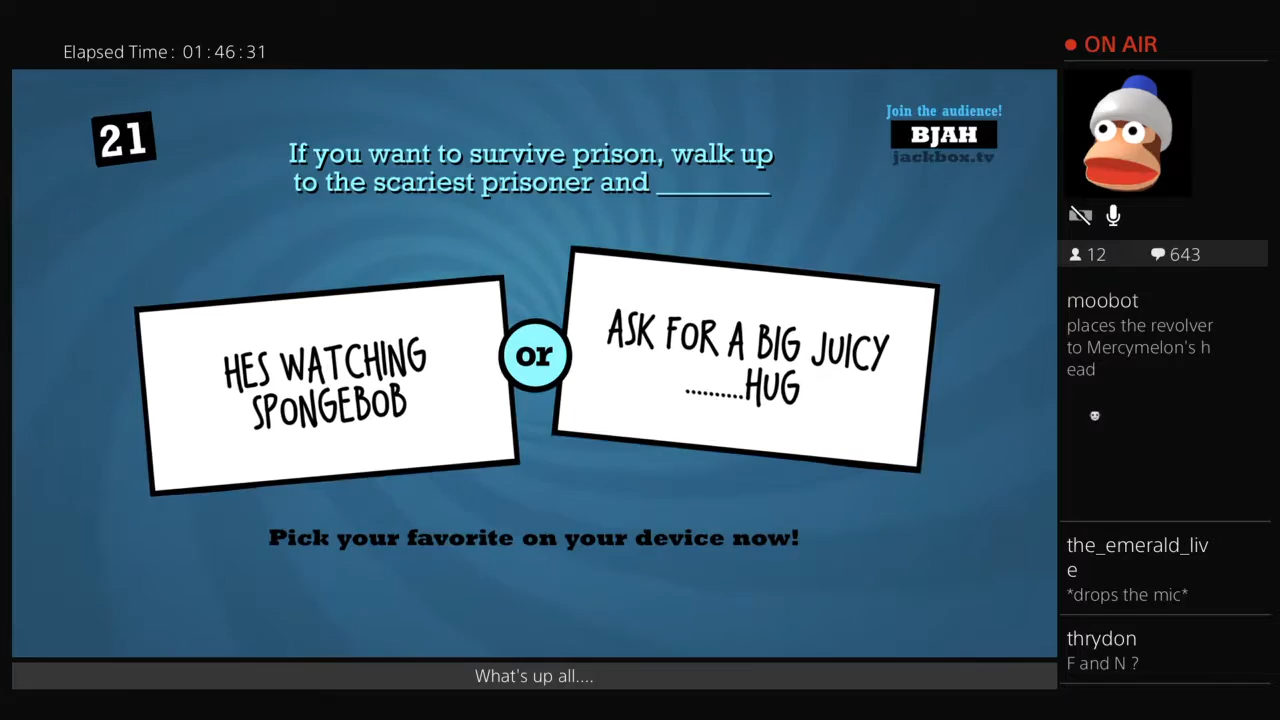 Elapsed Time: 01:46:31
ON AIR
21
Join the audience!
BJAH
jackbox.tv
If you want to survive prison, walk up
to the scariest prisoner and ________
HES WATCHING
SPONGEBOB
or
ASK FOR A BIG JUICY
..........HUG
Pick your favorite on your device now!
What's up all....
12 643
moobot
places the revolver
to Mercymelon's h
ead
the_emerald_liv
e
*drops the mic*
thrydon
F and N ?